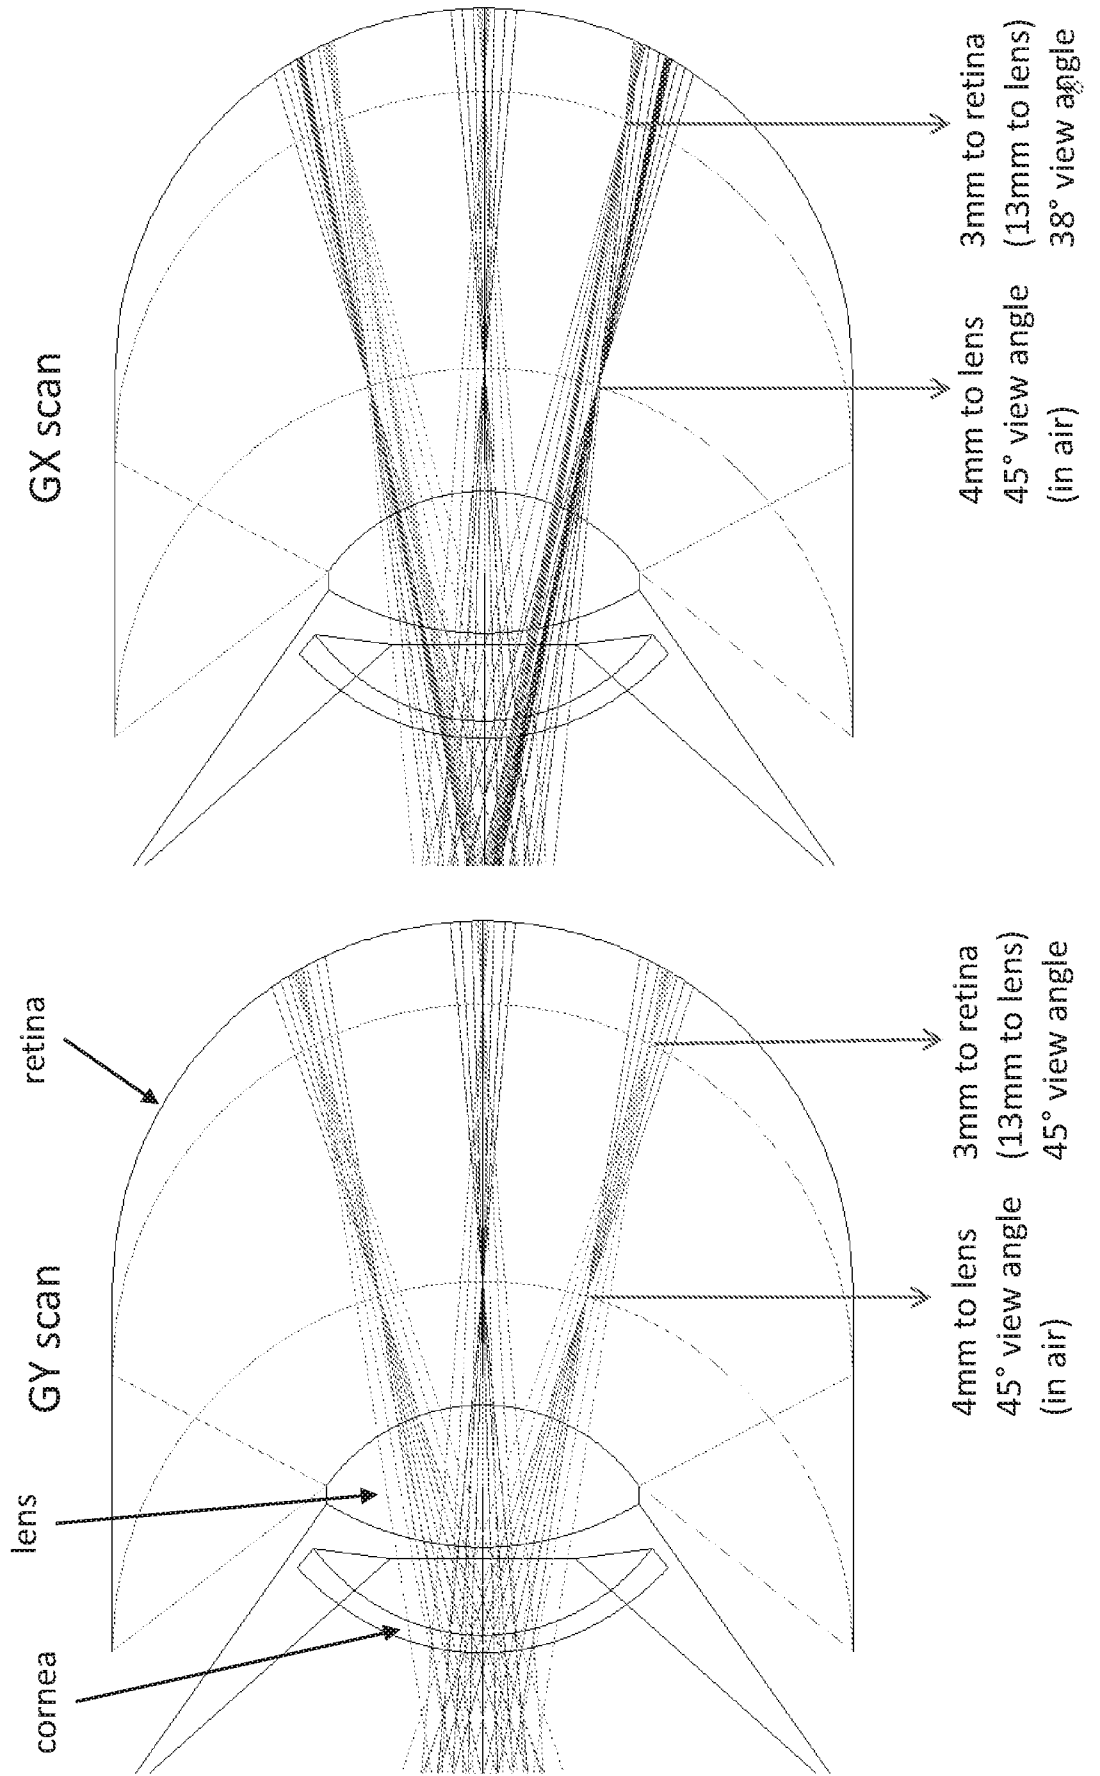 GY scan
cornea
lens
retina
4mm to lens
45° view angle
(in air)
3mm to retina
(13mm to lens)
45° view angle
GX scan
4mm to lens
45° view angle
(in air)
3mm to retina
(13mm to lens)
38° view angle